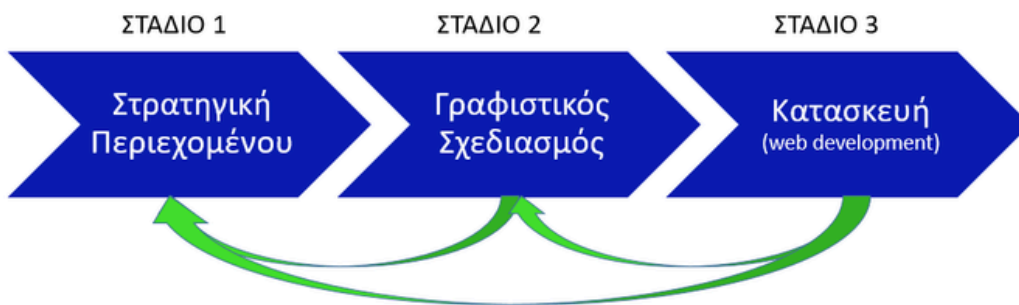 ΣΤΑΔΙΟ 1
Στρατηγική
Περιεχομένου
ΣΤΑΔΙΟ 2
Γραφιστικός
Σχεδιασμός
ΣΤΑΔΙΟ 3
Κατασκευή
(web development)